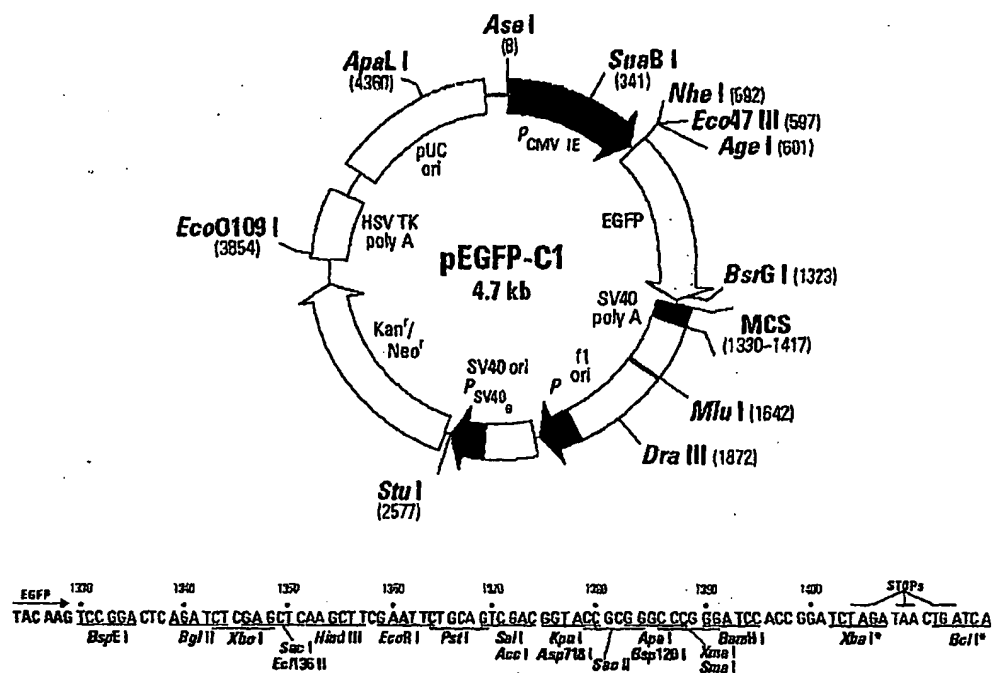 Ase I
(8)
ApaL I
(4360)
SnaB I
(341)
Nhe I (592)
Eco47 III (597)
Age I (601)
P CMV IE
pUC
ori
EGFP
HSV TK
poly A
EcoO109 I
(3854)
pEGFP-C1
4.7 kb
BsrG I (1323)
SV40
poly A
MCS
(1330-1417)
Kanr/
Neor
f1
ori
P
SV40 ori
P SV40 e
Mlu I (1642)
Dra III (1872)
Stu I
(2577)
EGFP
1330 1340 1350 1360 1370 1380 1390 1400
STOPs
TAC AAG TCC GGA CTC AGA TCT CGA GCT CAA GCT TCG AAT TCT GCA GTC GAC GGT ACC GCG GGC CCG GGA TCC ACC GGA TCT AGA TAA CTG ATC A
BspE I Bgl II Xho I Hind III EcoR I Pst I Sal I Kpn I Apa I BamH I Xba I* Bcl I*
Sac I Acc I Asp718 I Bsp120 I Xma I
Ecl136 II Sac II Sma I